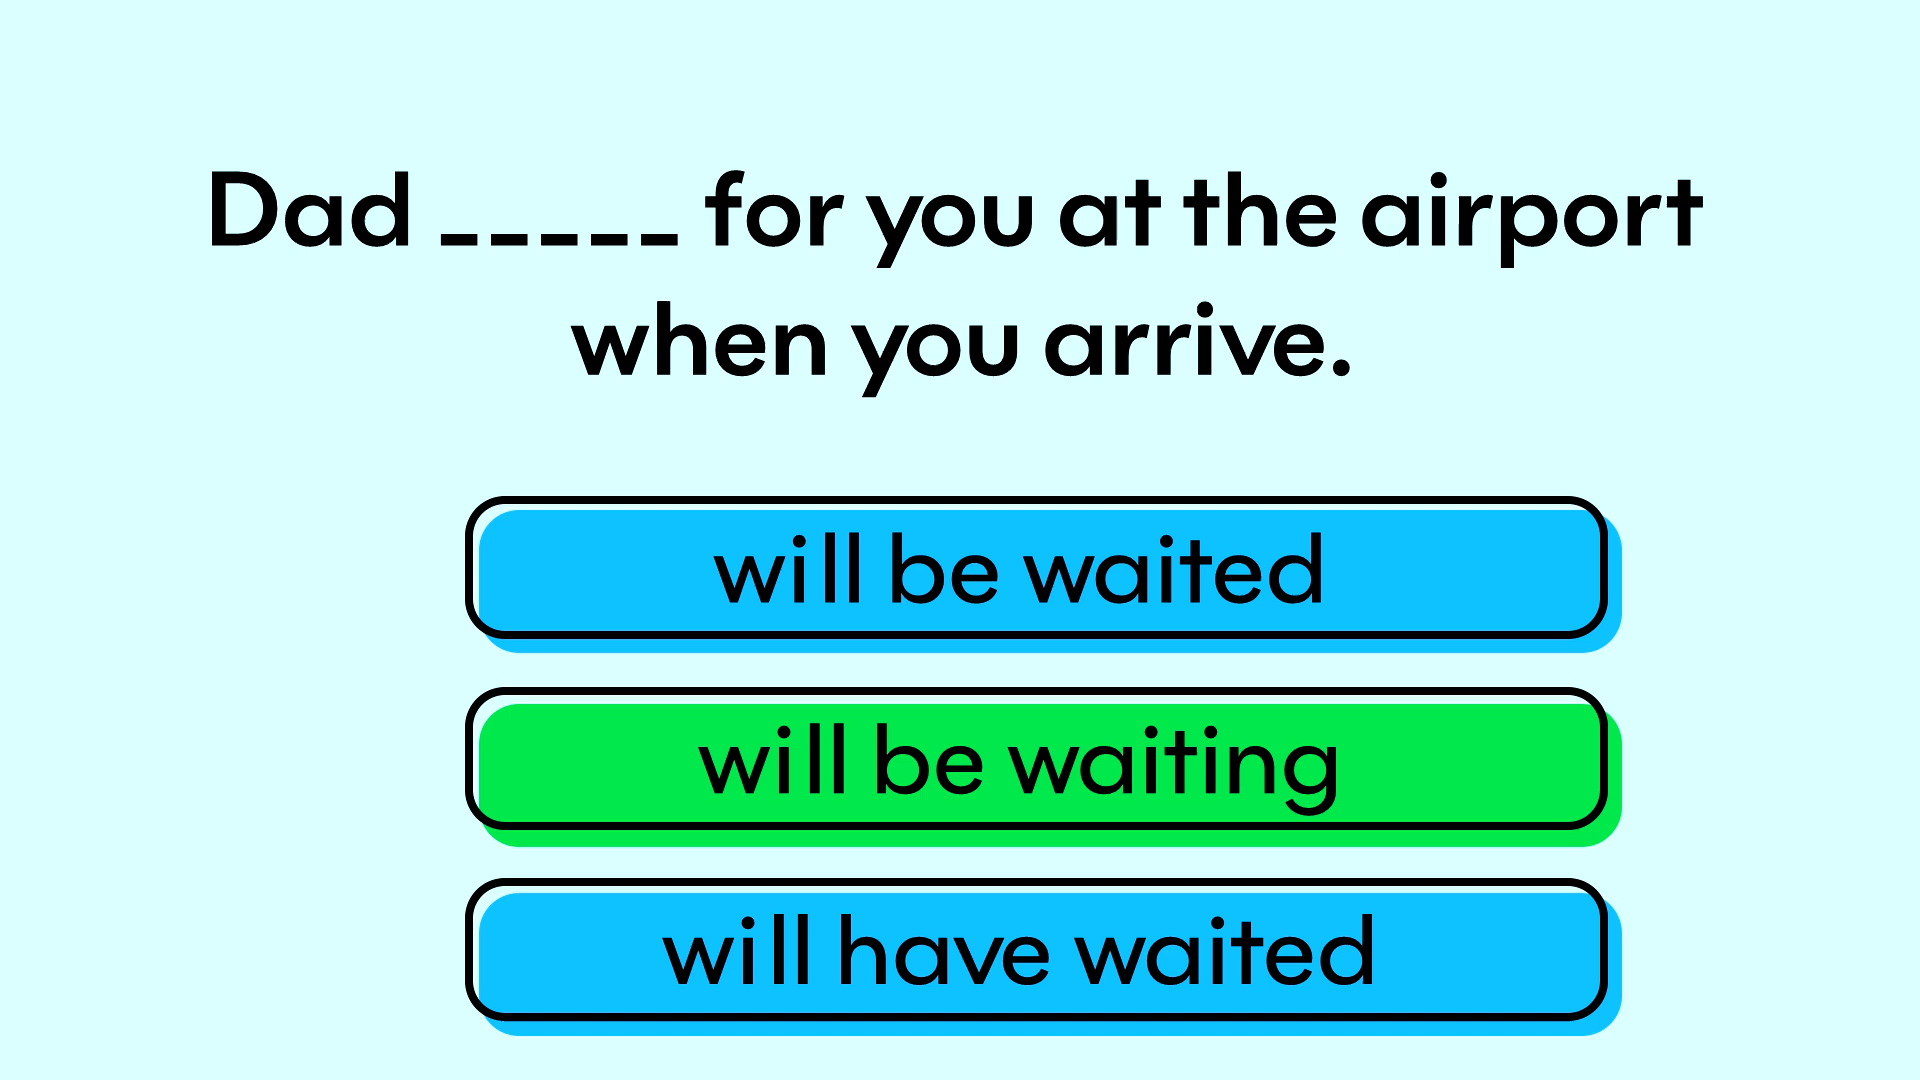 Dad _____ for you at the airport
when you arrive.
will be waited
will be waiting
will have waited